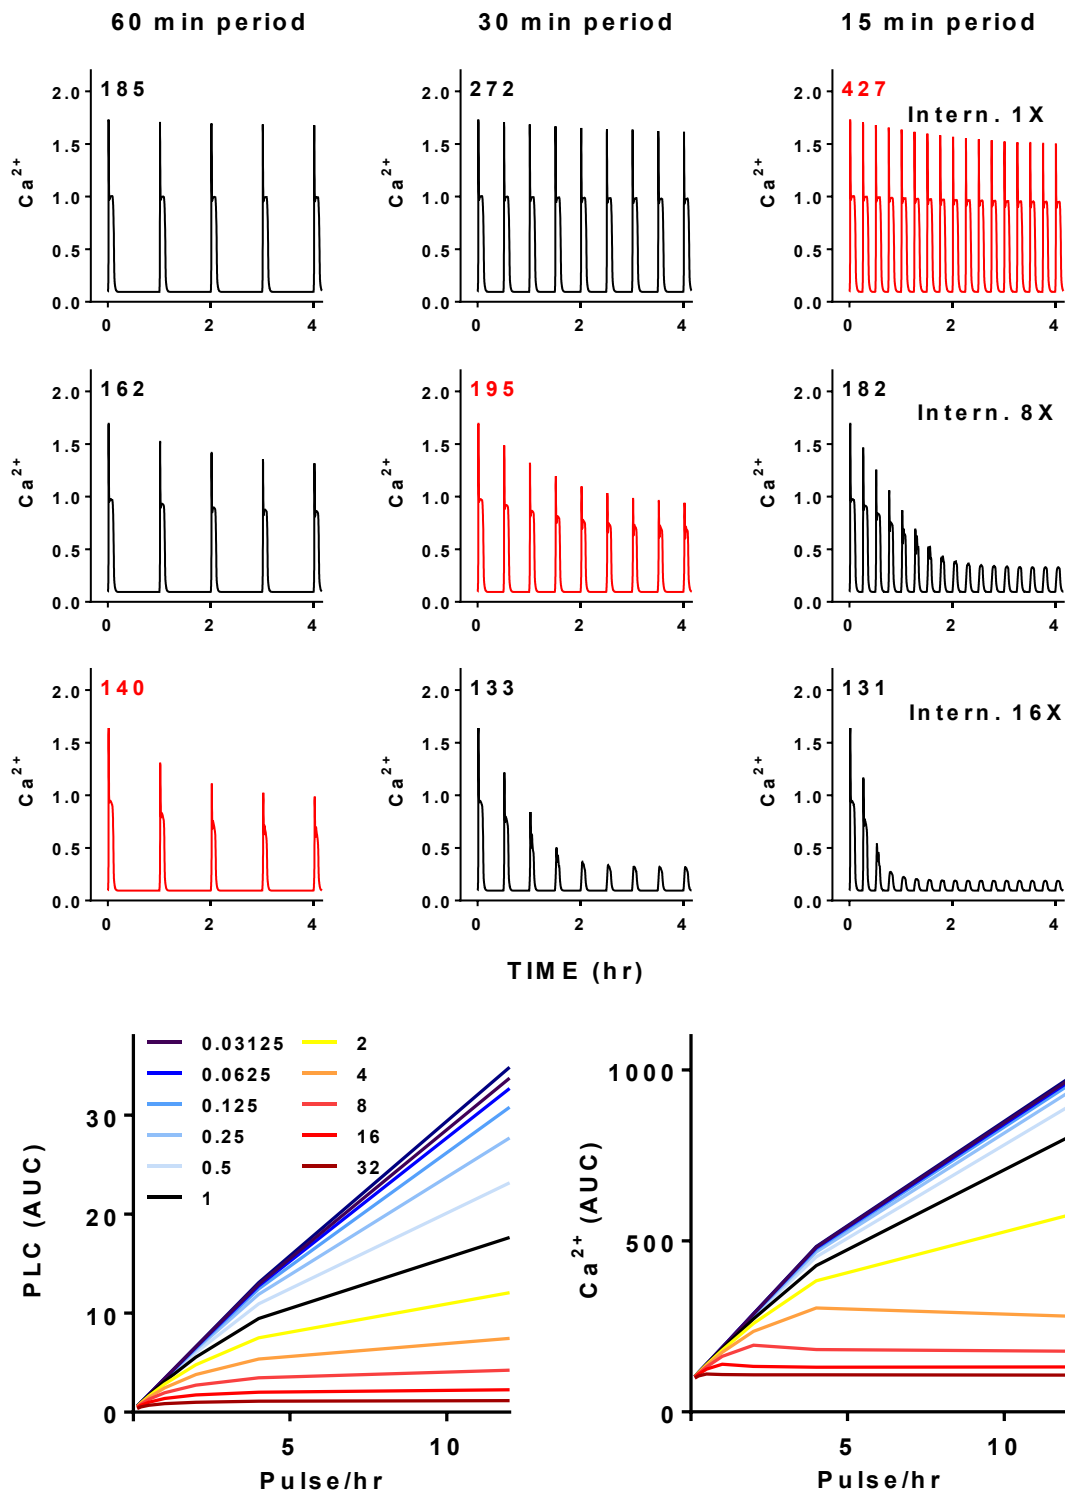 60 min period
30 min period
15 min period
185
2.0
1.5
1.0
0.5
0.0
Ca²⁺
0 2 4
272
2.0
1.5
1.0
0.5
0.0
Ca²⁺
0 2 4
427
Intern. 1X
2.0
1.5
1.0
0.5
0.0
Ca²⁺
0 2 4
162
2.0
1.5
1.0
0.5
0.0
Ca²⁺
0 2 4
195
2.0
1.5
1.0
0.5
0.0
Ca²⁺
0 2 4
182
Intern. 8X
2.0
1.5
1.0
0.5
0.0
Ca²⁺
0 2 4
140
2.0
1.5
1.0
0.5
0.0
Ca²⁺
0 2 4
133
2.0
1.5
1.0
0.5
0.0
Ca²⁺
0 2 4
131
Intern. 16X
2.0
1.5
1.0
0.5
0.0
Ca²⁺
0 2 4
TIME (hr)
0.03125
0.0625
0.125
0.25
0.5
1
2
4
8
16
32
30
20
10
0
PLC (AUC)
5 10
Pulse/hr
1000
500
0
Ca²⁺ (AUC)
5 10
Pulse/hr